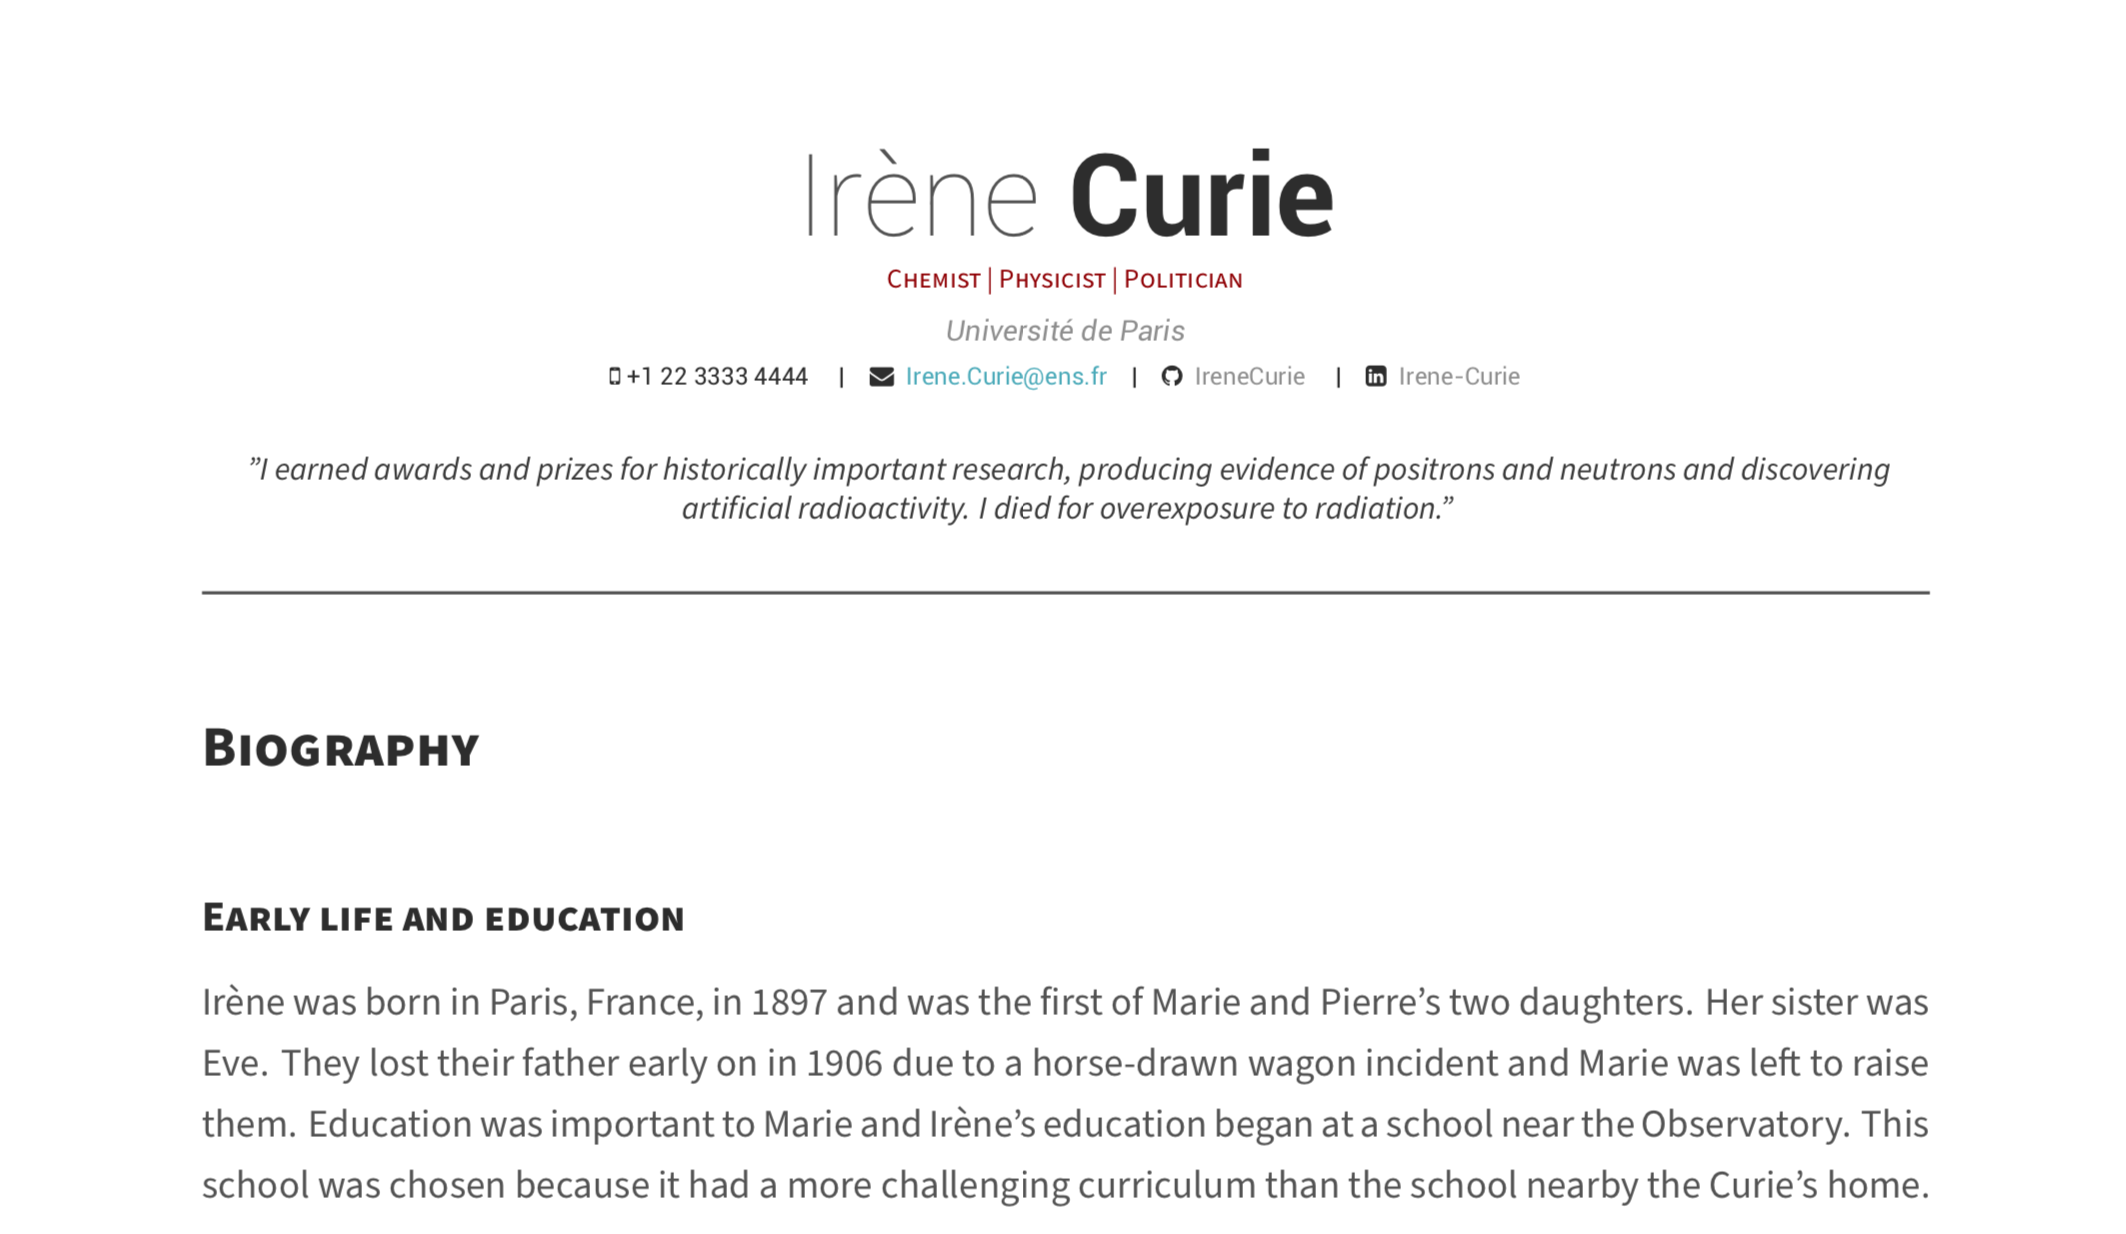 Irène Curie
Chemist | Physicist | Politician
Université de Paris
+1 22 3333 4444 | Irene.Curie@ens.fr | IreneCurie | in Irene-Curie
”I earned awards and prizes for historically important research, producing evidence of positrons and neutrons and discovering
artificial radioactivity. I died for overexposure to radiation.”
Biography
Early life and education
Irène was born in Paris, France, in 1897 and was the first of Marie and Pierre’s two daughters. Her sister was
Eve. They lost their father early on in 1906 due to a horse-drawn wagon incident and Marie was left to raise
them. Education was important to Marie and Irène’s education began at a school near the Observatory. This
school was chosen because it had a more challenging curriculum than the school nearby the Curie’s home.